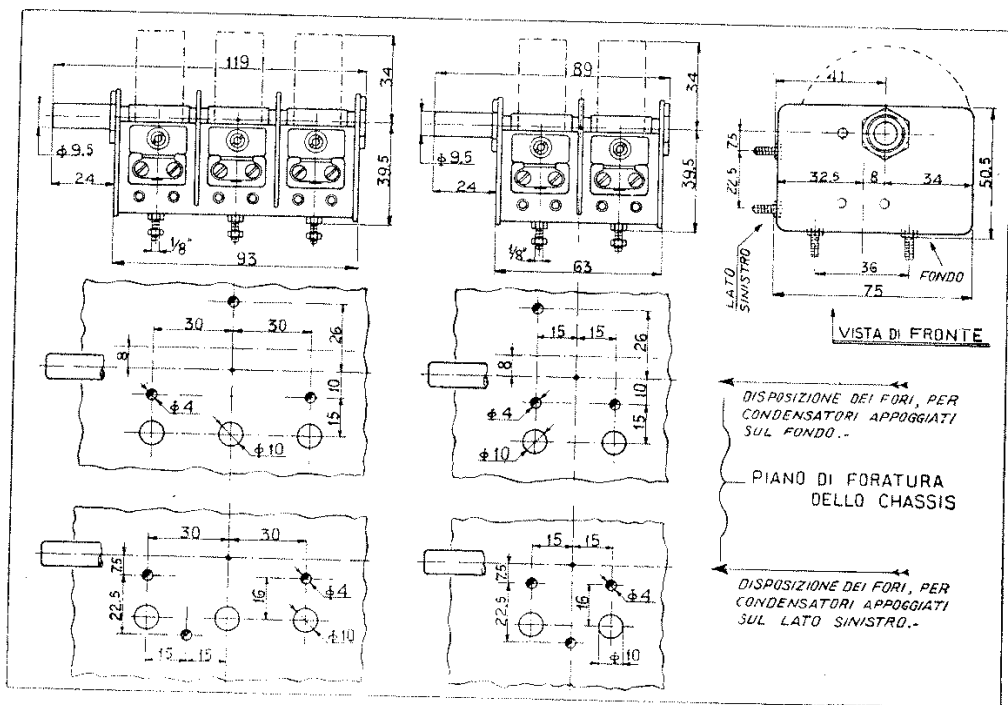 119
34
ϕ9.5
24
39.5
1/8"
93
89
34
ϕ9.5
24
39.5
1/8"
63
41
7.5
22.5
32.5
8
34
50.5
36
75
LATO
SINISTRO
FONDO
VISTA DI FRONTE
30
30
26
8
10
15
ϕ4
ϕ10
15
15
26
8
10
15
ϕ4
ϕ10
DISPOSIZIONE DEI FORI, PER
CONDENSATORI APPOGGIATI
SUL FONDO.-
PIANO DI FORATURA
DELLO CHASSIS
30
30
7.5
22.5
16
ϕ4
ϕ10
15
15
15
15
7.5
22.5
16
ϕ4
ϕ10
DISPOSIZIONE DEI FORI, PER
CONDENSATORI APPOGGIATI
SUL LATO SINISTRO.-